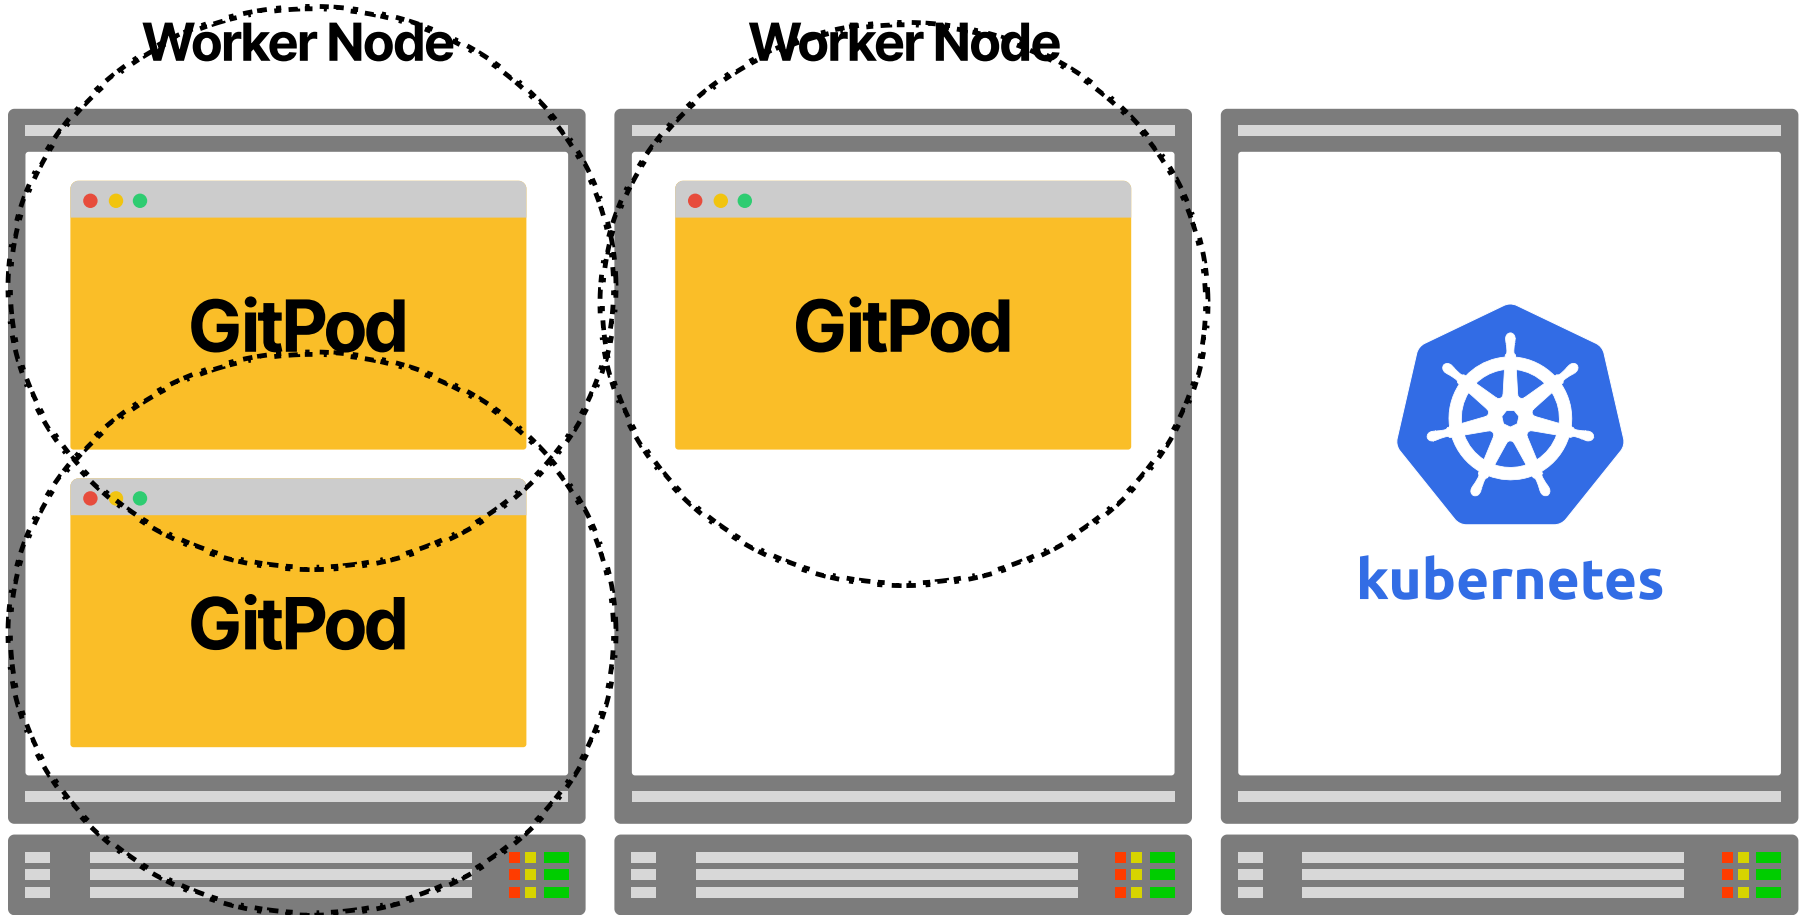 Worker Node
Worker Node
GitPod
GitPod
GitPod
kubernetes